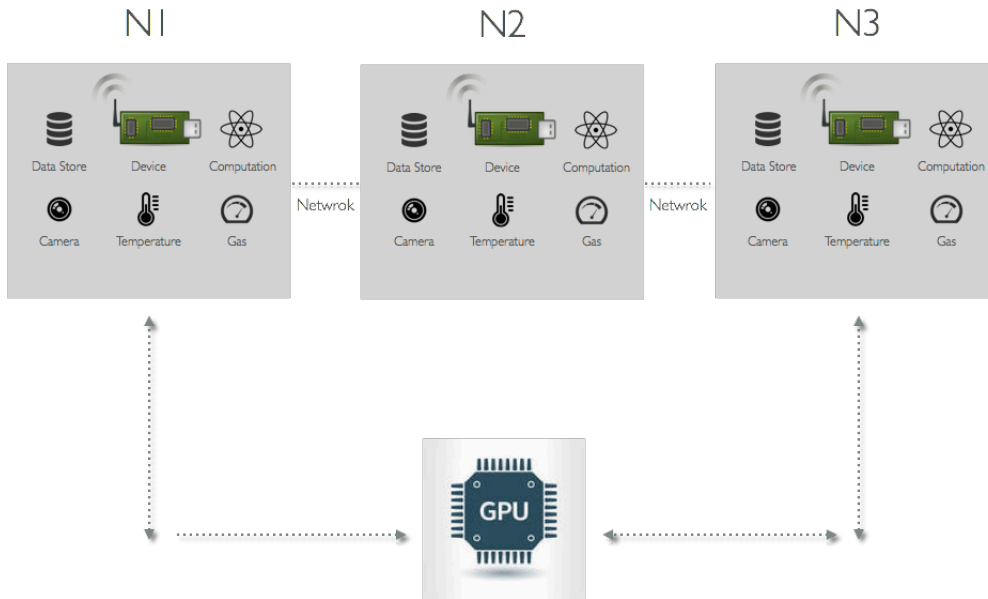 N1 N2 N3
Data Store Device Computation Data Store Device Computation Data Store Device Computation
Netwrok Netwrok
Camera Temperature Gas Camera Temperature Gas Camera Temperature Gas
GPU